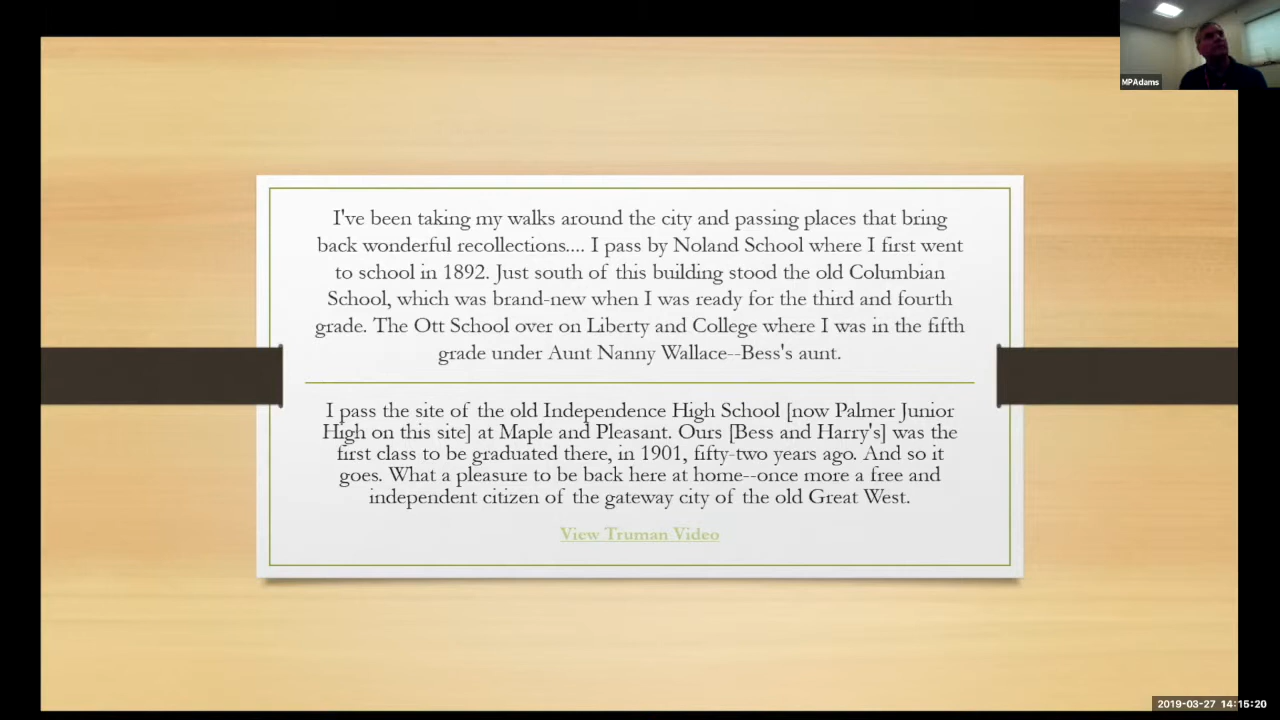 MPAdams
I've been taking my walks around the city and passing places that bring
back wonderful recollections.... I pass by Noland School where I first went
to school in 1892. Just south of this building stood the old Columbian
School, which was brand-new when I was ready for the third and fourth
grade. The Ott School over on Liberty and College where I was in the fifth
grade under Aunt Nanny Wallace--Bess's aunt.
I pass the site of the old Independence High School [now Palmer Junior
High on this site] at Maple and Pleasant. Ours [Bess and Harry's] was the
first class to be graduated there, in 1901, fifty-two years ago. And so it
goes. What a pleasure to be back here at home--once more a free and
independent citizen of the gateway city of the old Great West.
View Truman Video
2019-03-27 14:15:20